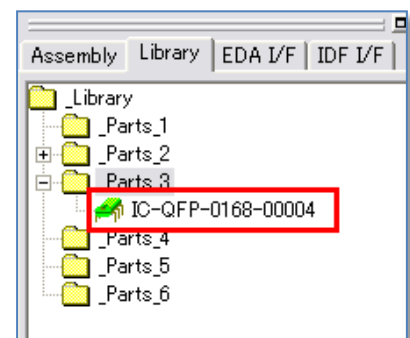 Assembly Library EDA I/F IDF I/F
_Library
_Parts_1
_Parts_2
_Parts_3
IC-QFP-0168-00004
_Parts_4
_Parts_5
_Parts_6